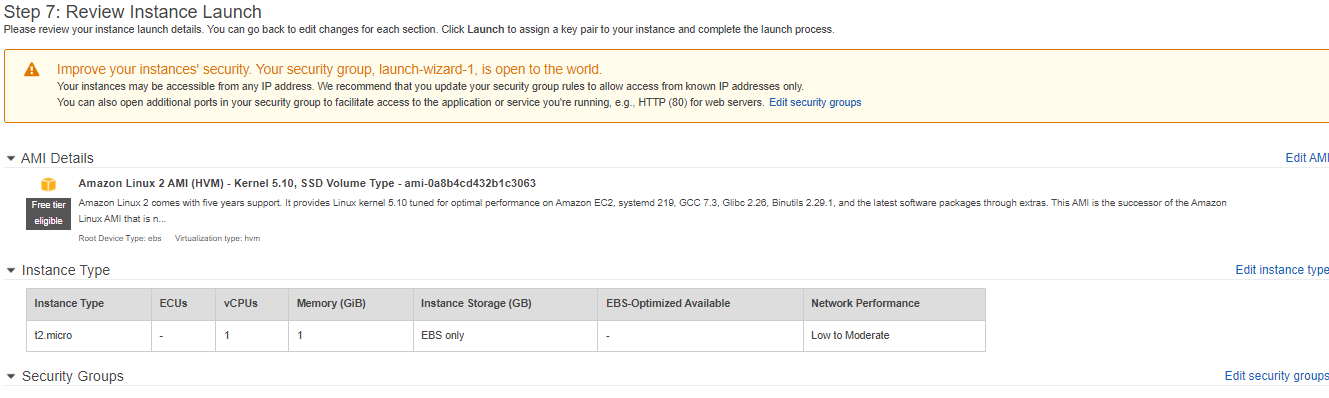 Step 7: Review Instance Launch
Please review your instance launch details. You can go back to edit changes for each section. Click Launch to assign a key pair to your instance and complete the launch process.
Improve your instances' security. Your security group, launch-wizard-1, is open to the world.
Your instances may be accessible from any IP address. We recommend that you update your security group rules to allow access from known IP addresses only.
You can also open additional ports in your security group to facilitate access to the application or service you're running, e.g., HTTP (80) for web servers. Edit security groups
AMI Details Edit AMI
Amazon Linux 2 AMI (HVM) - Kernel 5.10, SSD Volume Type - ami-0a8b4cd432b1c3063
Free tier eligible
Amazon Linux 2 comes with five years support. It provides Linux kernel 5.10 tuned for optimal performance on Amazon EC2, systemd 219, GCC 7.3, Glibc 2.26, Binutils 2.29.1, and the latest software packages through extras. This AMI is the successor of the Amazon
Linux AMI that is n...
Root Device Type: ebs Virtualization type: hvm
Instance Type Edit instance type
Instance Type ECUs vCPUs Memory (GiB) Instance Storage (GB) EBS-Optimized Available Network Performance
t2.micro - 1 1 EBS only - Low to Moderate
Security Groups Edit security groups